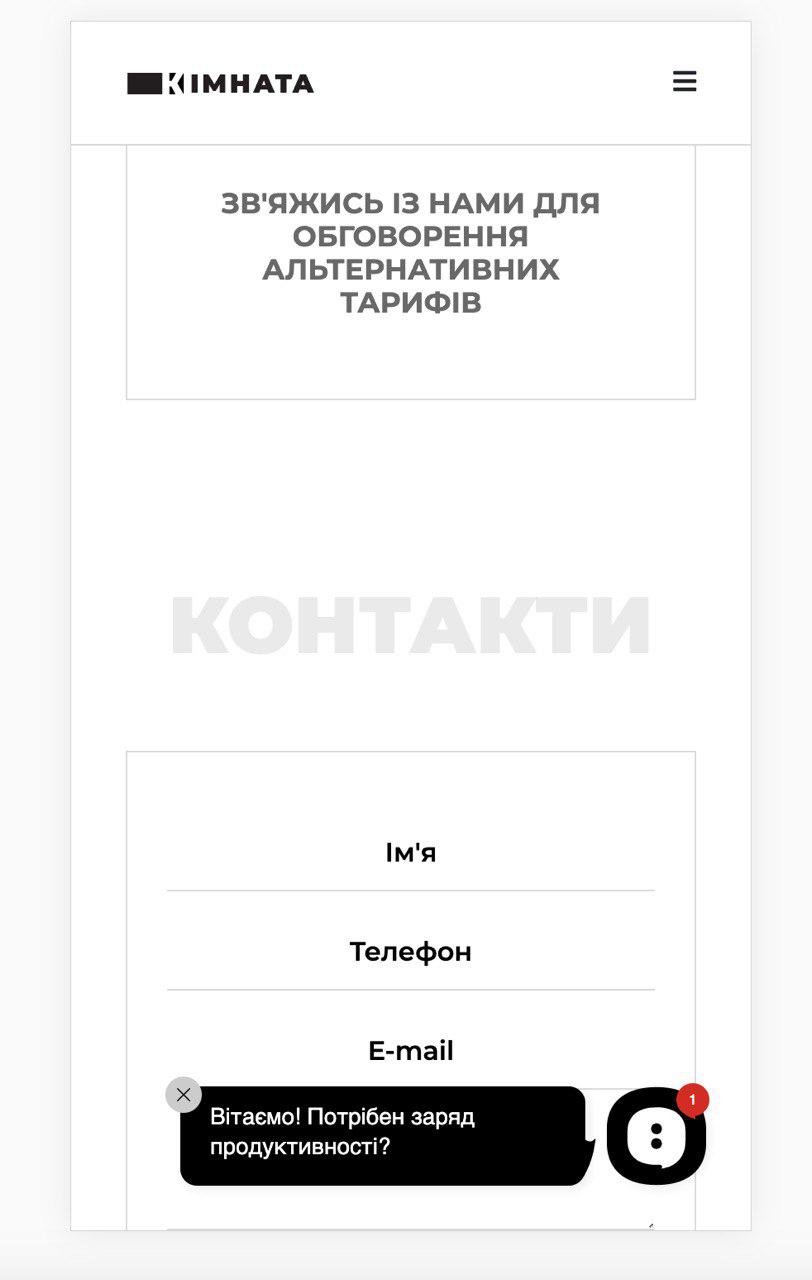 КІМНАТА
ЗВ'ЯЖИСЬ ІЗ НАМИ ДЛЯ
ОБГОВОРЕННЯ
АЛЬТЕРНАТИВНИХ
ТАРИФІВ
КОНТАКТИ
Ім'я
Телефон
E-mail
1
Вітаємо! Потрібен заряд
продуктивності?